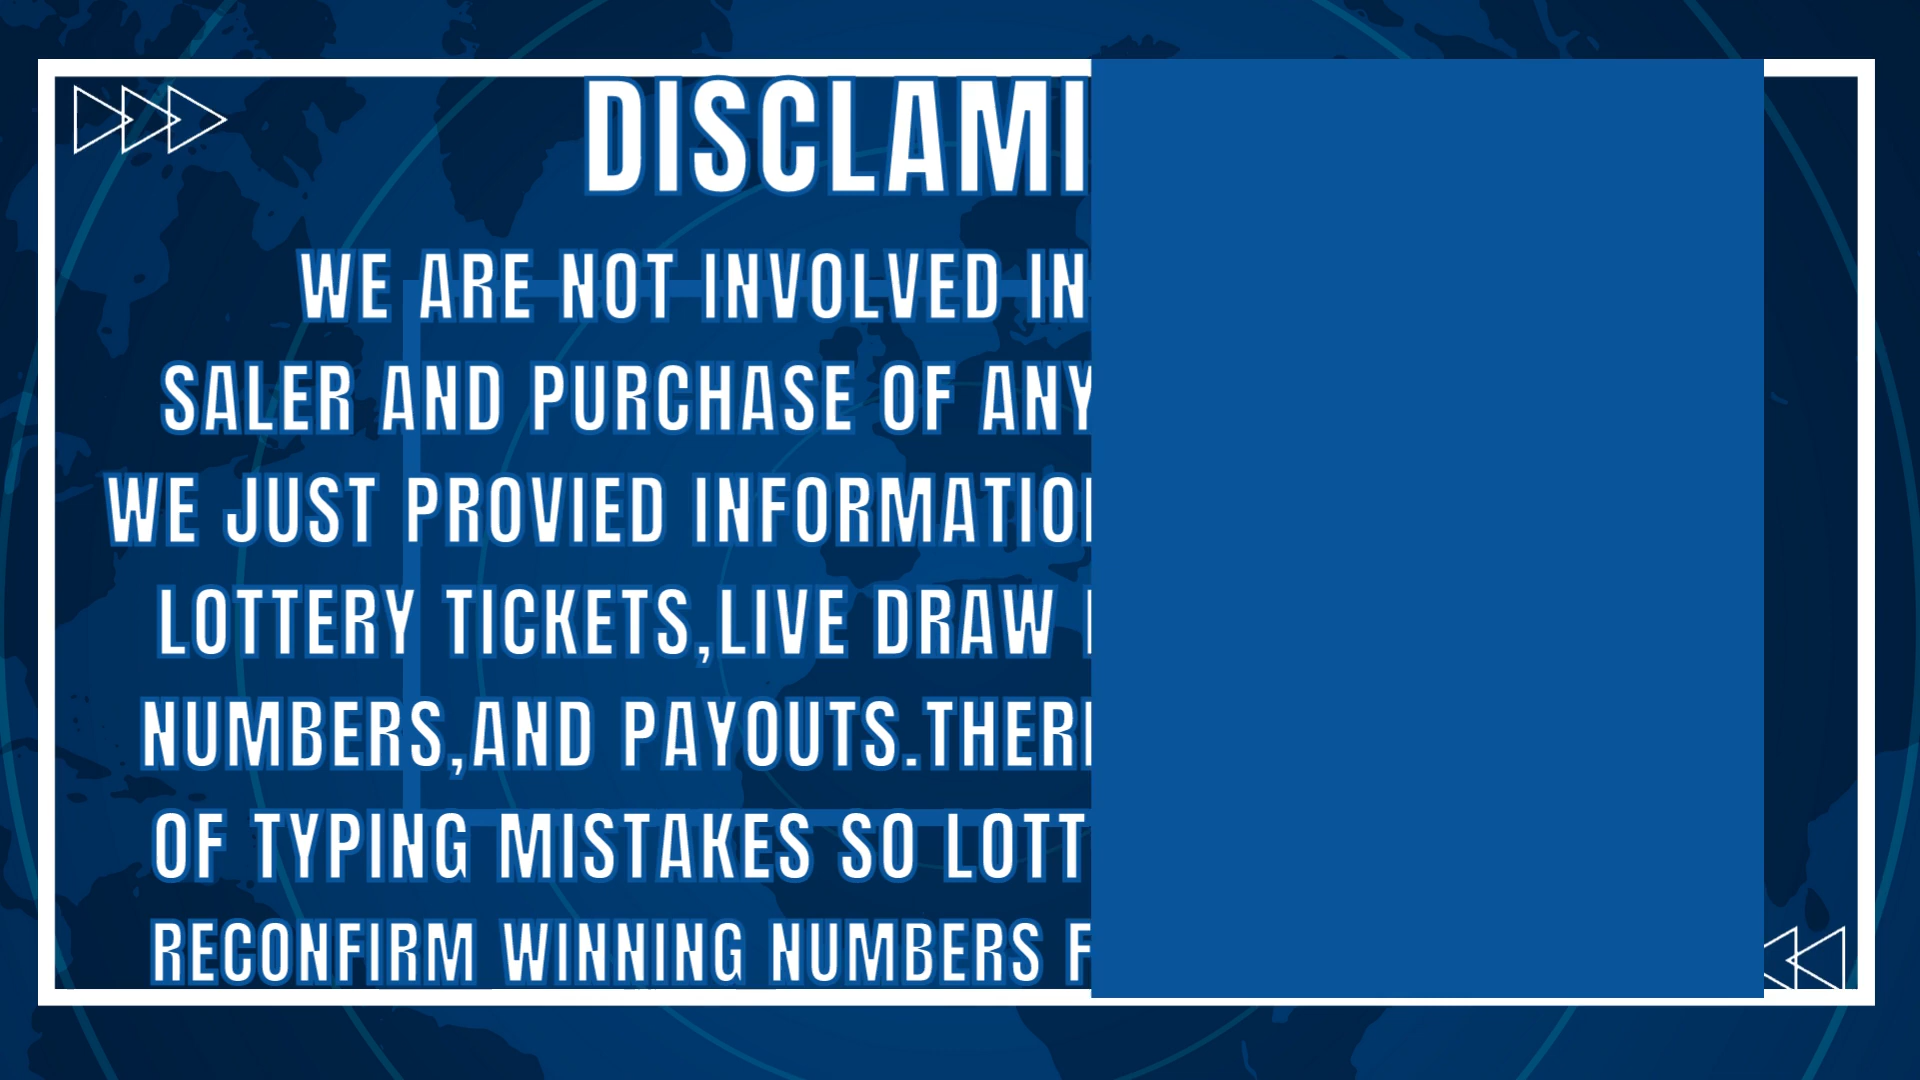 DISCLAMI
WE ARE NOT INVOLVED IN
SALER AND PURCHASE OF ANY
WE JUST PROVIED INFORMATIO
LOTTERY TICKETS,LIVE DRAW
NUMBERS,AND PAYOUTS.THER
OF TYPING MISTAKES SO LOTT
RECONFIRM WINNING NUMBERS F